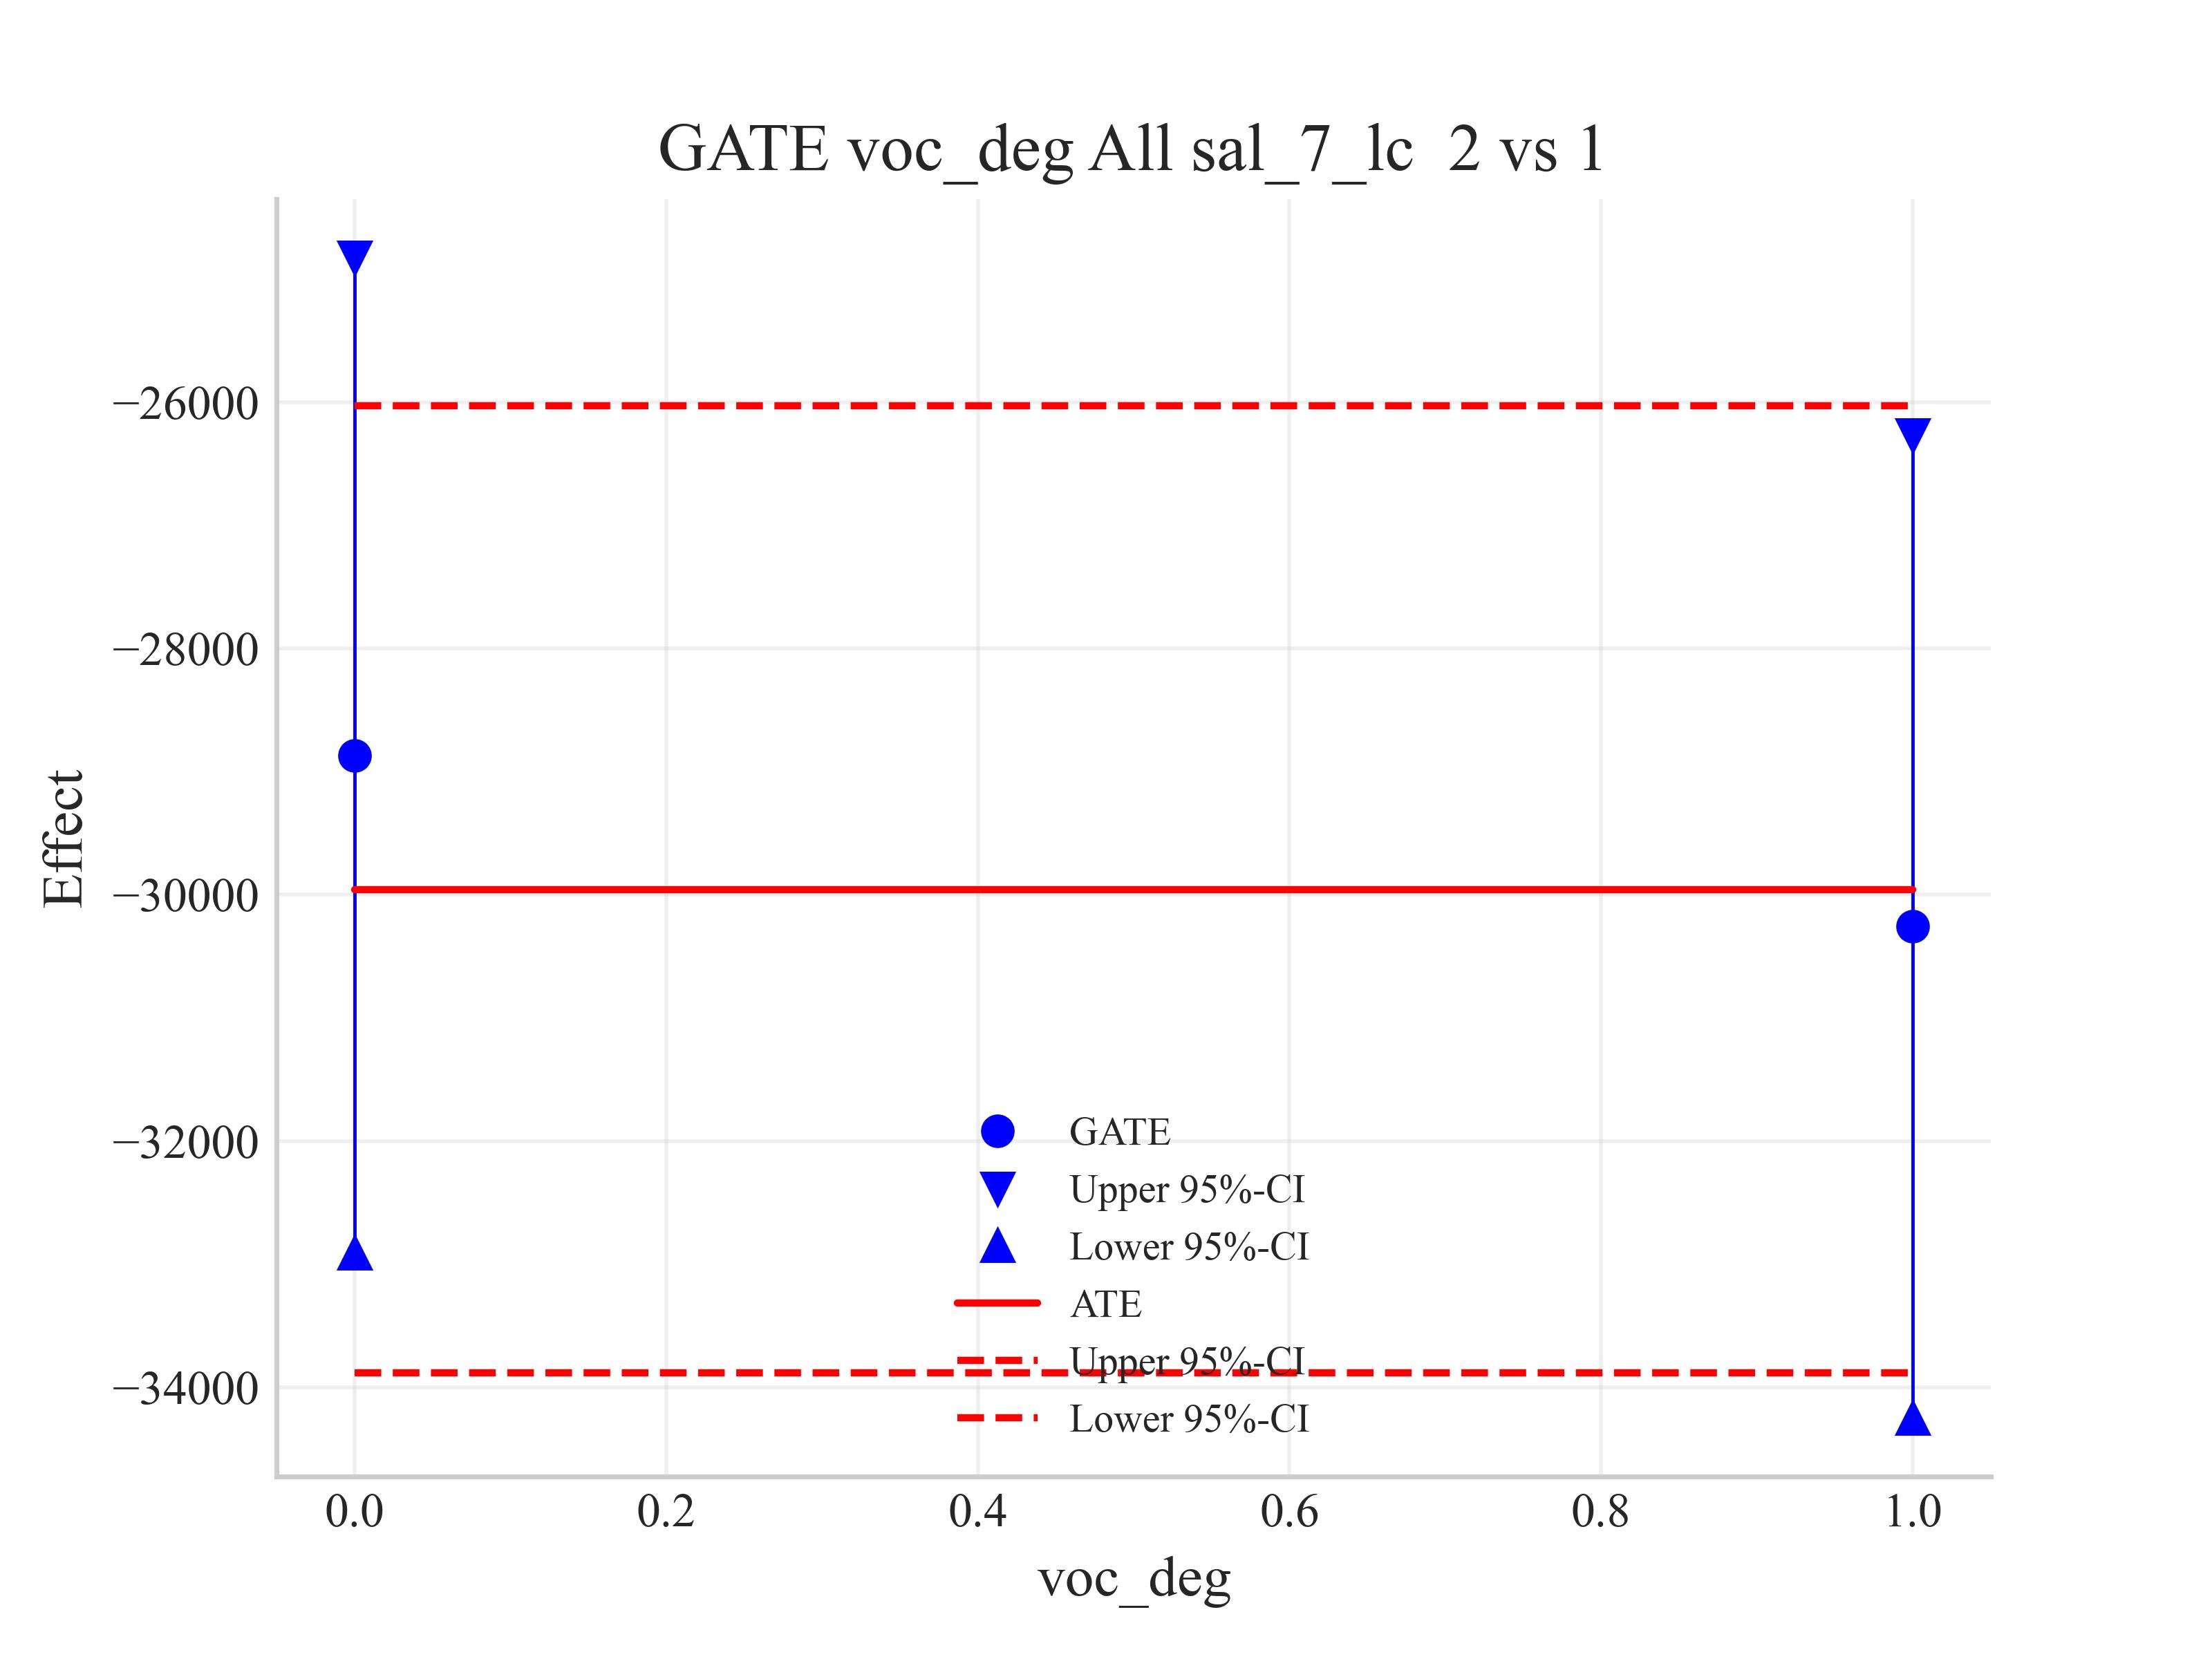 GATE voc_deg All sal_7_lc 2 vs 1
−26000
−28000
−30000
−32000
−34000
Effect
GATE
Upper 95%-CI
Lower 95%-CI
ATE
Upper 95%-CI
Lower 95%-CI
0.0 0.2 0.4 0.6 0.8 1.0
voc_deg